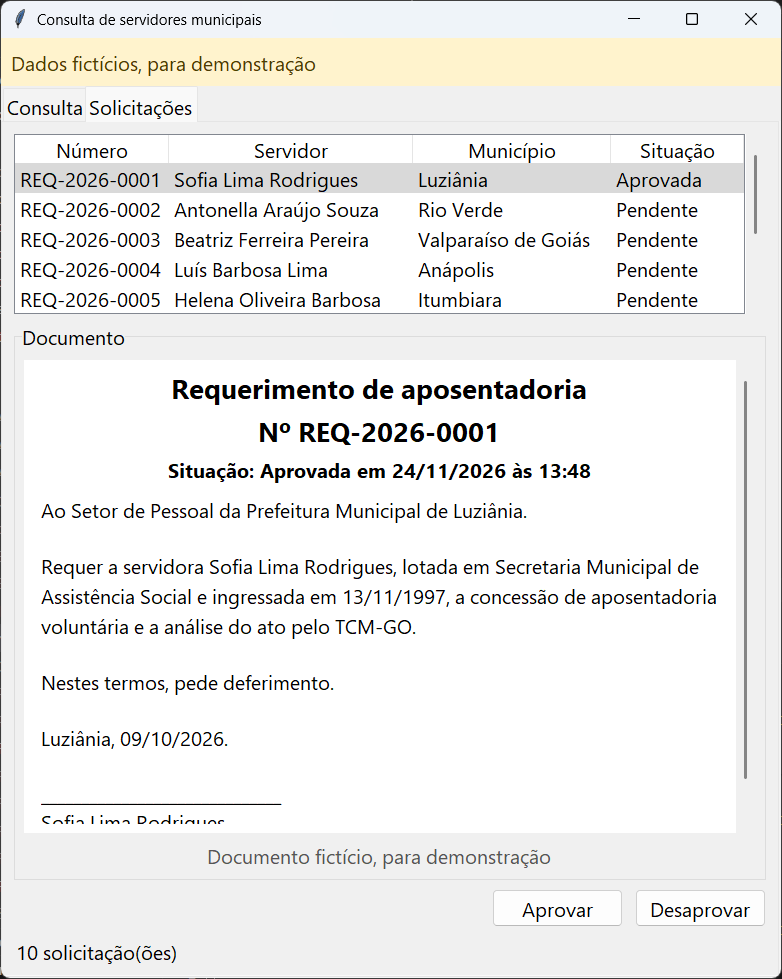 Consulta de servidores municipais
Dados fictícios, para demonstração
Consulta Solicitações
Número Servidor Município Situação
REQ-2026-0001 Sofia Lima Rodrigues Luziânia Aprovada
REQ-2026-0002 Antonella Araújo Souza Rio Verde Pendente
REQ-2026-0003 Beatriz Ferreira Pereira Valparaíso de Goiás Pendente
REQ-2026-0004 Luís Barbosa Lima Anápolis Pendente
REQ-2026-0005 Helena Oliveira Barbosa Itumbiara Pendente
Documento
Requerimento de aposentadoria
Nº REQ-2026-0001
Situação: Aprovada em 24/11/2026 às 13:48
Ao Setor de Pessoal da Prefeitura Municipal de Luziânia.
Requer a servidora Sofia Lima Rodrigues, lotada em Secretaria Municipal de
Assistência Social e ingressada em 13/11/1997, a concessão de aposentadoria
voluntária e a análise do ato pelo TCM-GO.
Nestes termos, pede deferimento.
Luziânia, 09/10/2026.
Sofia Lima Rodrigues
Documento fictício, para demonstração
Aprovar Desaprovar
10 solicitação(ões)